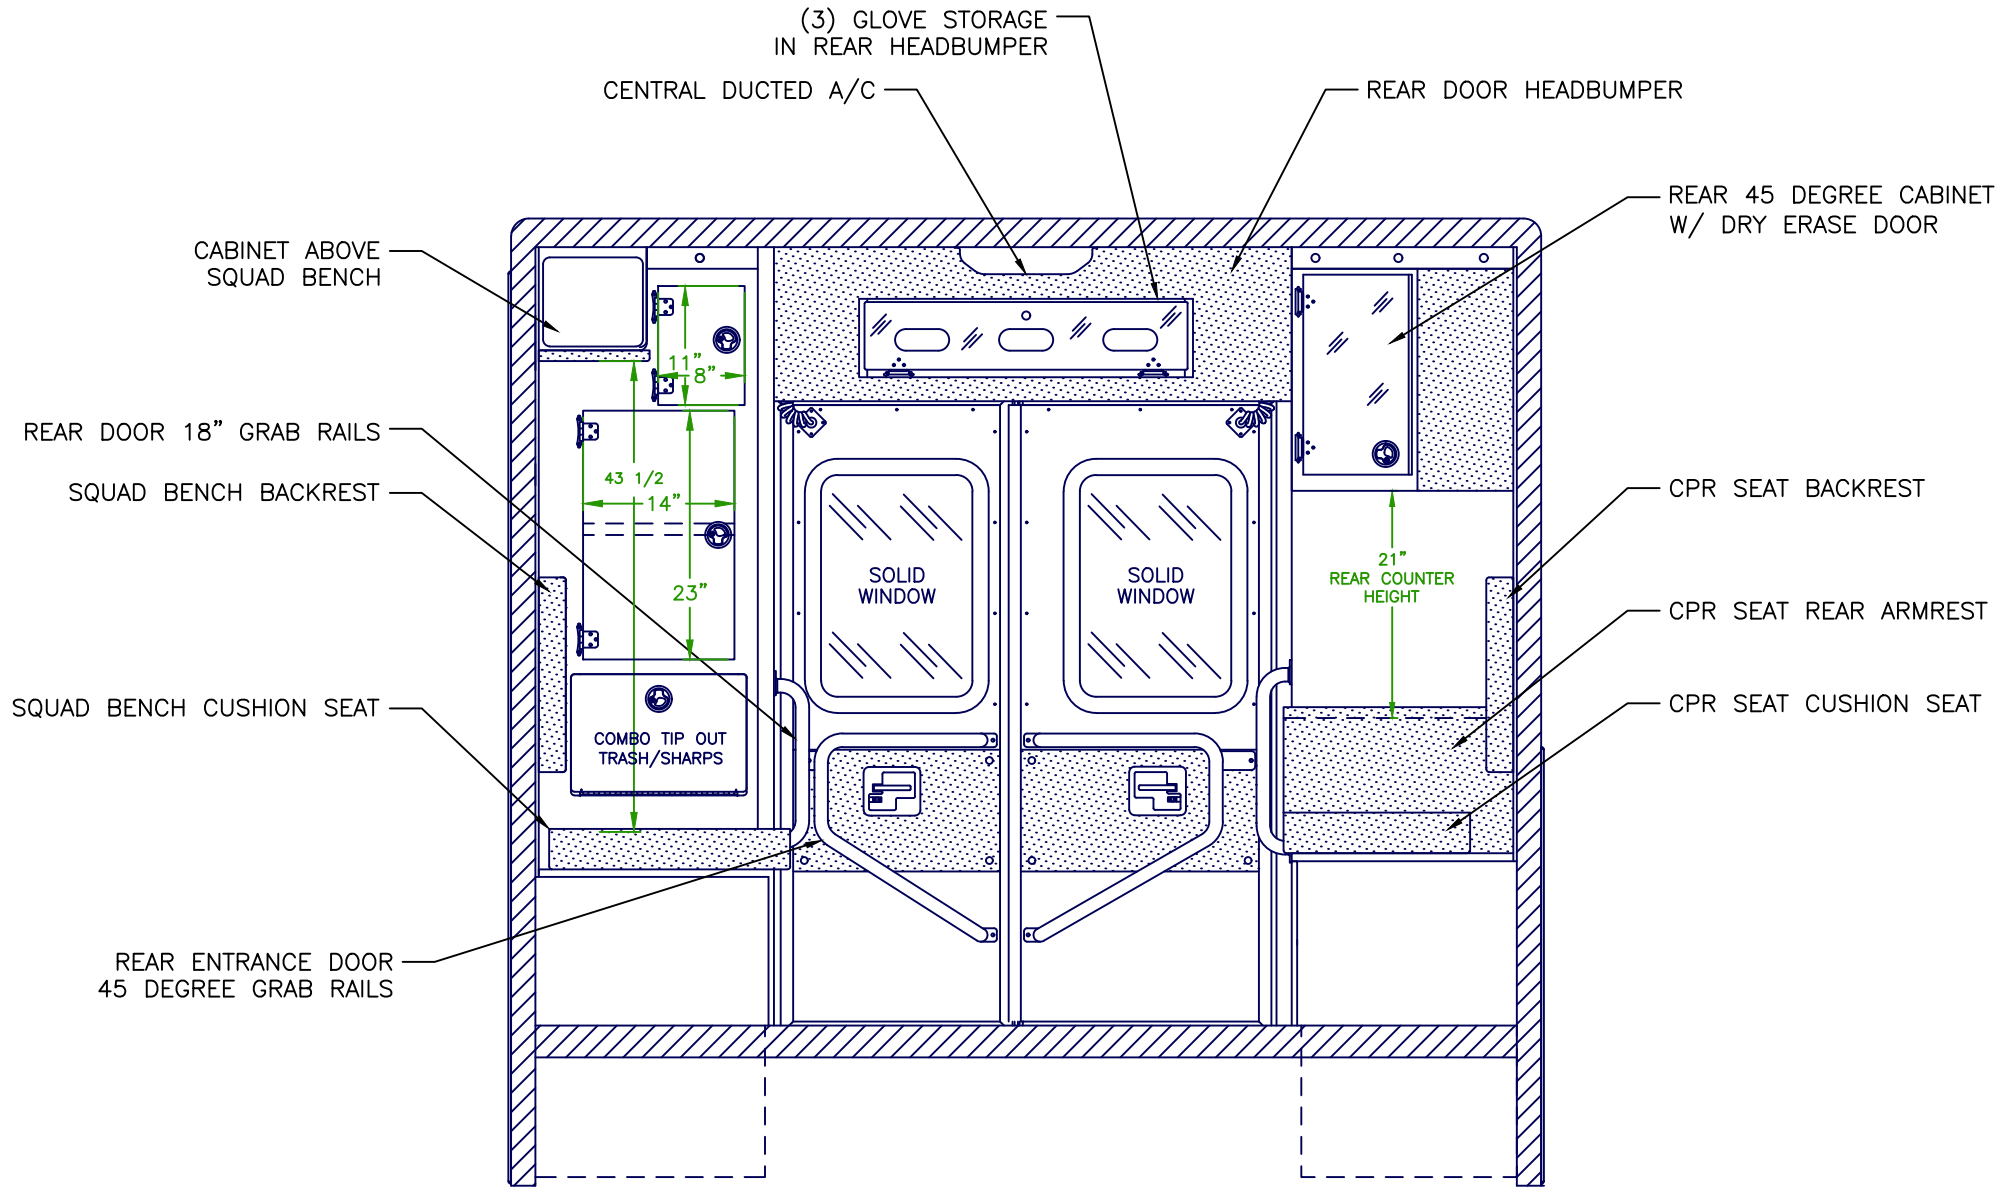 (3) GLOVE STORAGE
IN REAR HEADBUMPER
CENTRAL DUCTED A/C
REAR DOOR HEADBUMPER
REAR 45 DEGREE CABINET
W/ DRY ERASE DOOR
CABINET ABOVE
SQUAD BENCH
11"
8"
REAR DOOR 18" GRAB RAILS
43 1/2
14"
SQUAD BENCH BACKREST
CPR SEAT BACKREST
21"
REAR COUNTER
HEIGHT
SOLID
WINDOW
SOLID
WINDOW
23"
CPR SEAT REAR ARMREST
SQUAD BENCH CUSHION SEAT
CPR SEAT CUSHION SEAT
COMBO TIP OUT
TRASH/SHARPS
REAR ENTRANCE DOOR
45 DEGREE GRAB RAILS